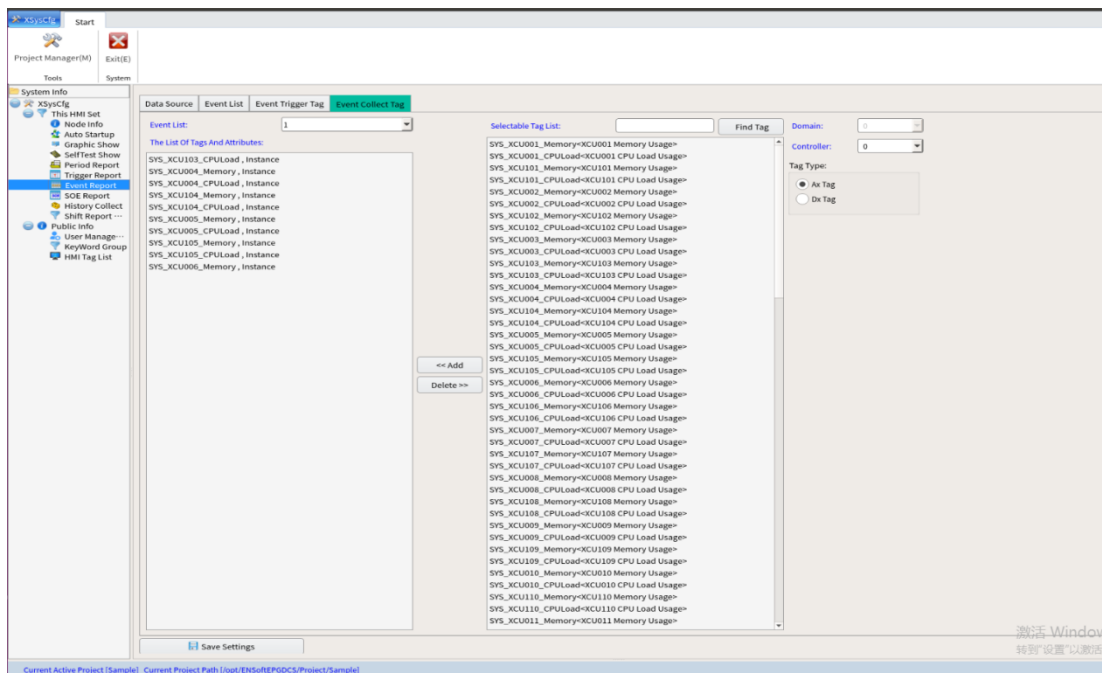 XSysCfg
Start
Project Manager(M)
Exit(E)
Tools
System
System Info
XSysCfg
This HMI Set
Node Info
Auto Startup
Graphic Show
SelfTest Show
Period Report
Trigger Report
Event Report
SOE Report
History Collect
Shift Report ...
Public Info
User Manage...
KeyWord Group
HMI Tag List
Data Source
Event List
Event Trigger Tag
Event Collect Tag
Event List:
1
The List Of Tags And Attributes:
SYS_XCU103_CPULoad , Instance
SYS_XCU004_Memory , Instance
SYS_XCU004_CPULoad , Instance
SYS_XCU104_Memory , Instance
SYS_XCU104_CPULoad , Instance
SYS_XCU005_Memory , Instance
SYS_XCU005_CPULoad , Instance
SYS_XCU105_Memory , Instance
SYS_XCU105_CPULoad , Instance
SYS_XCU006_Memory , Instance
<< Add
Delete >>
Selectable Tag List:
Find Tag
SYS_XCU001_Memory<XCU001 Memory Usage>
SYS_XCU001_CPULoad<XCU001 CPU Load Usage>
SYS_XCU101_Memory<XCU101 Memory Usage>
SYS_XCU101_CPULoad<XCU101 CPU Load Usage>
SYS_XCU002_Memory<XCU002 Memory Usage>
SYS_XCU002_CPULoad<XCU002 CPU Load Usage>
SYS_XCU102_Memory<XCU102 Memory Usage>
SYS_XCU102_CPULoad<XCU102 CPU Load Usage>
SYS_XCU003_Memory<XCU003 Memory Usage>
SYS_XCU003_CPULoad<XCU003 CPU Load Usage>
SYS_XCU103_Memory<XCU103 Memory Usage>
SYS_XCU103_CPULoad<XCU103 CPU Load Usage>
SYS_XCU004_Memory<XCU004 Memory Usage>
SYS_XCU004_CPULoad<XCU004 CPU Load Usage>
SYS_XCU104_Memory<XCU104 Memory Usage>
SYS_XCU104_CPULoad<XCU104 CPU Load Usage>
SYS_XCU005_Memory<XCU005 Memory Usage>
SYS_XCU005_CPULoad<XCU005 CPU Load Usage>
SYS_XCU105_Memory<XCU105 Memory Usage>
SYS_XCU105_CPULoad<XCU105 CPU Load Usage>
SYS_XCU006_Memory<XCU006 Memory Usage>
SYS_XCU006_CPULoad<XCU006 CPU Load Usage>
SYS_XCU106_Memory<XCU106 Memory Usage>
SYS_XCU106_CPULoad<XCU106 CPU Load Usage>
SYS_XCU007_Memory<XCU007 Memory Usage>
SYS_XCU007_CPULoad<XCU007 CPU Load Usage>
SYS_XCU107_Memory<XCU107 Memory Usage>
SYS_XCU107_CPULoad<XCU107 CPU Load Usage>
SYS_XCU008_Memory<XCU008 Memory Usage>
SYS_XCU008_CPULoad<XCU008 CPU Load Usage>
SYS_XCU108_Memory<XCU108 Memory Usage>
SYS_XCU108_CPULoad<XCU108 CPU Load Usage>
SYS_XCU009_Memory<XCU009 Memory Usage>
SYS_XCU009_CPULoad<XCU009 CPU Load Usage>
SYS_XCU109_Memory<XCU109 Memory Usage>
SYS_XCU109_CPULoad<XCU109 CPU Load Usage>
SYS_XCU010_Memory<XCU010 Memory Usage>
SYS_XCU010_CPULoad<XCU010 CPU Load Usage>
SYS_XCU110_Memory<XCU110 Memory Usage>
SYS_XCU110_CPULoad<XCU110 CPU Load Usage>
SYS_XCU011_Memory<XCU011 Memory Usage>
Domain:
0
Controller:
0
Tag Type:
Ax Tag
Dx Tag
Save Settings
激活 Window
转到"设置"以激活
Current Active Project [Sample] Current Project Path [/opt/ENSoftEPGDCS/Project/Sample]